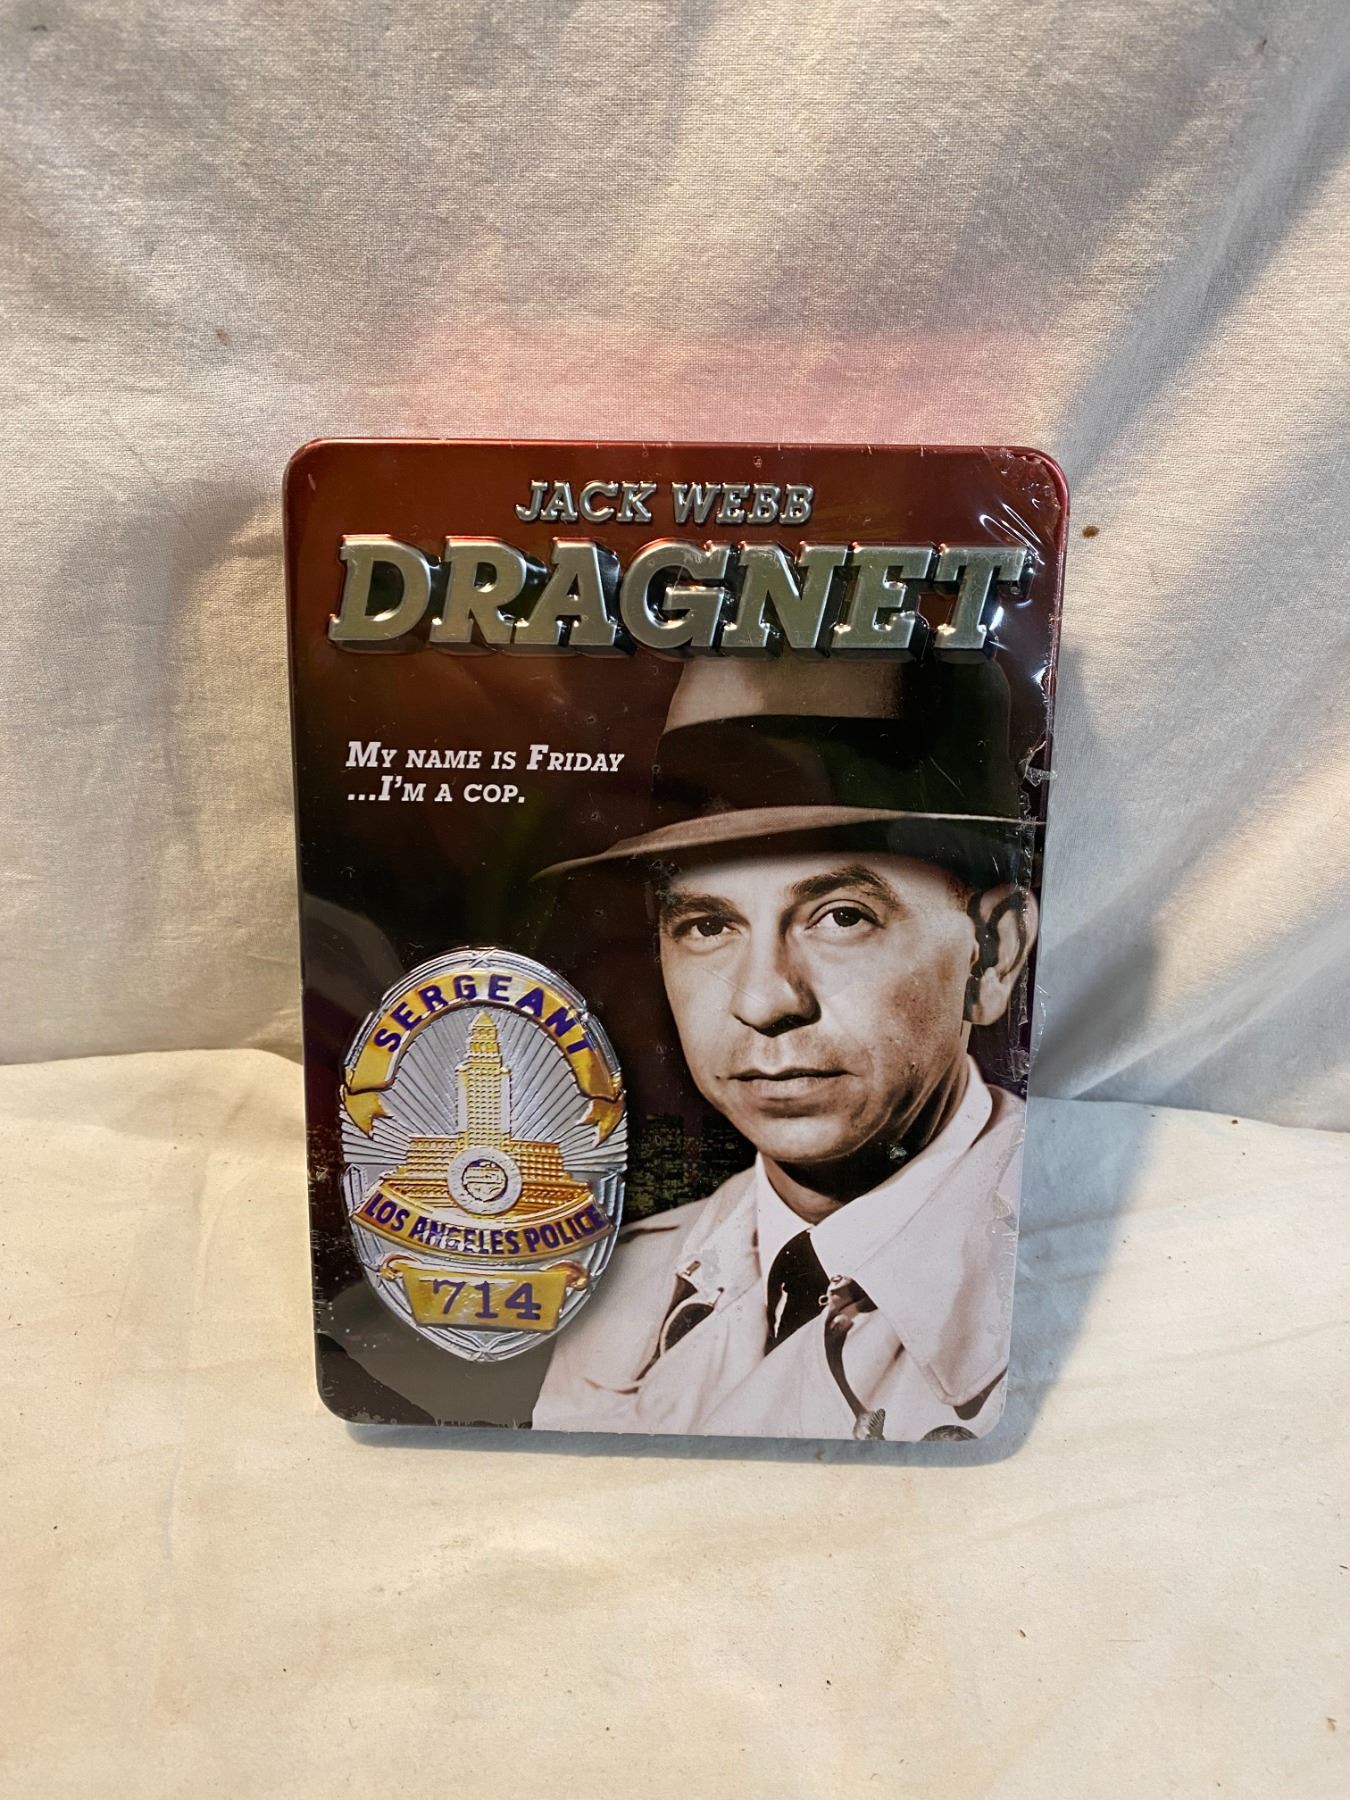 JACK WEBB
DRAGNET
MY NAME IS FRIDAY
...I'M A COP.
SERGEANT
LOS ANGELES POLICE
714